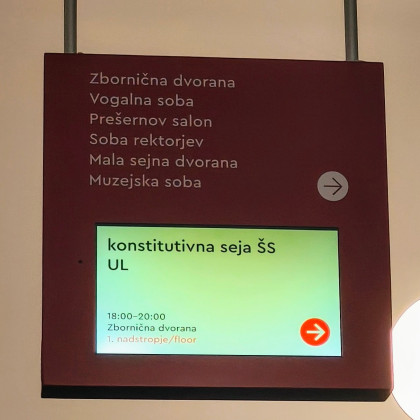 Zbornična dvorana
Vogalna soba
Prešernov salon
Soba rektorjev
Mala sejna dvorana
Muzejska soba
konstitutivna seja ŠS
UL
18:00-20:00
Zbornična dvorana
1. nadstropje/floor